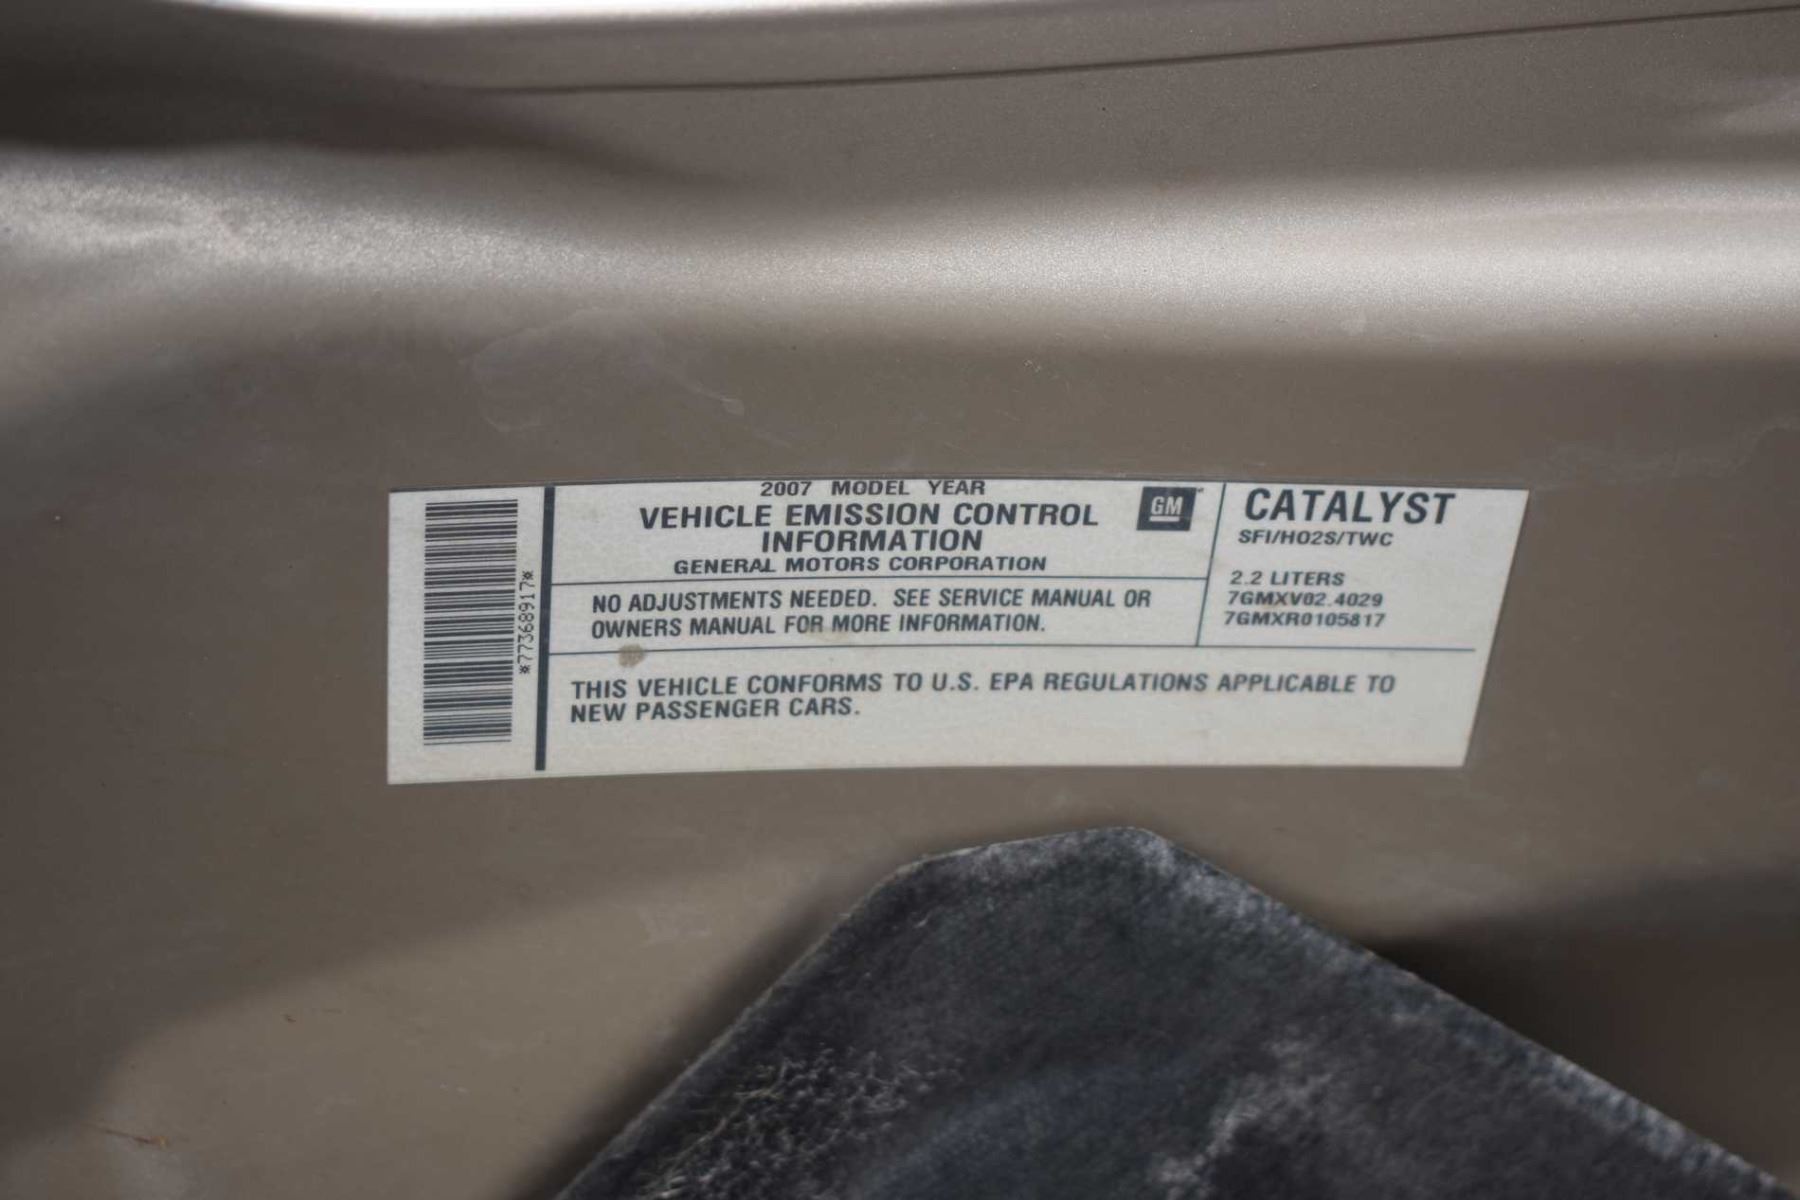 *77368917*
2007 MODEL YEAR
VEHICLE EMISSION CONTROL
INFORMATION
GENERAL MOTORS CORPORATION
GM
NO ADJUSTMENTS NEEDED. SEE SERVICE MANUAL OR
OWNERS MANUAL FOR MORE INFORMATION.
CATALYST
SFI/HO2S/TWC
2.2 LITERS
7GMXV02.4029
7GMXR0105817
THIS VEHICLE CONFORMS TO U.S. EPA REGULATIONS APPLICABLE TO
NEW PASSENGER CARS.